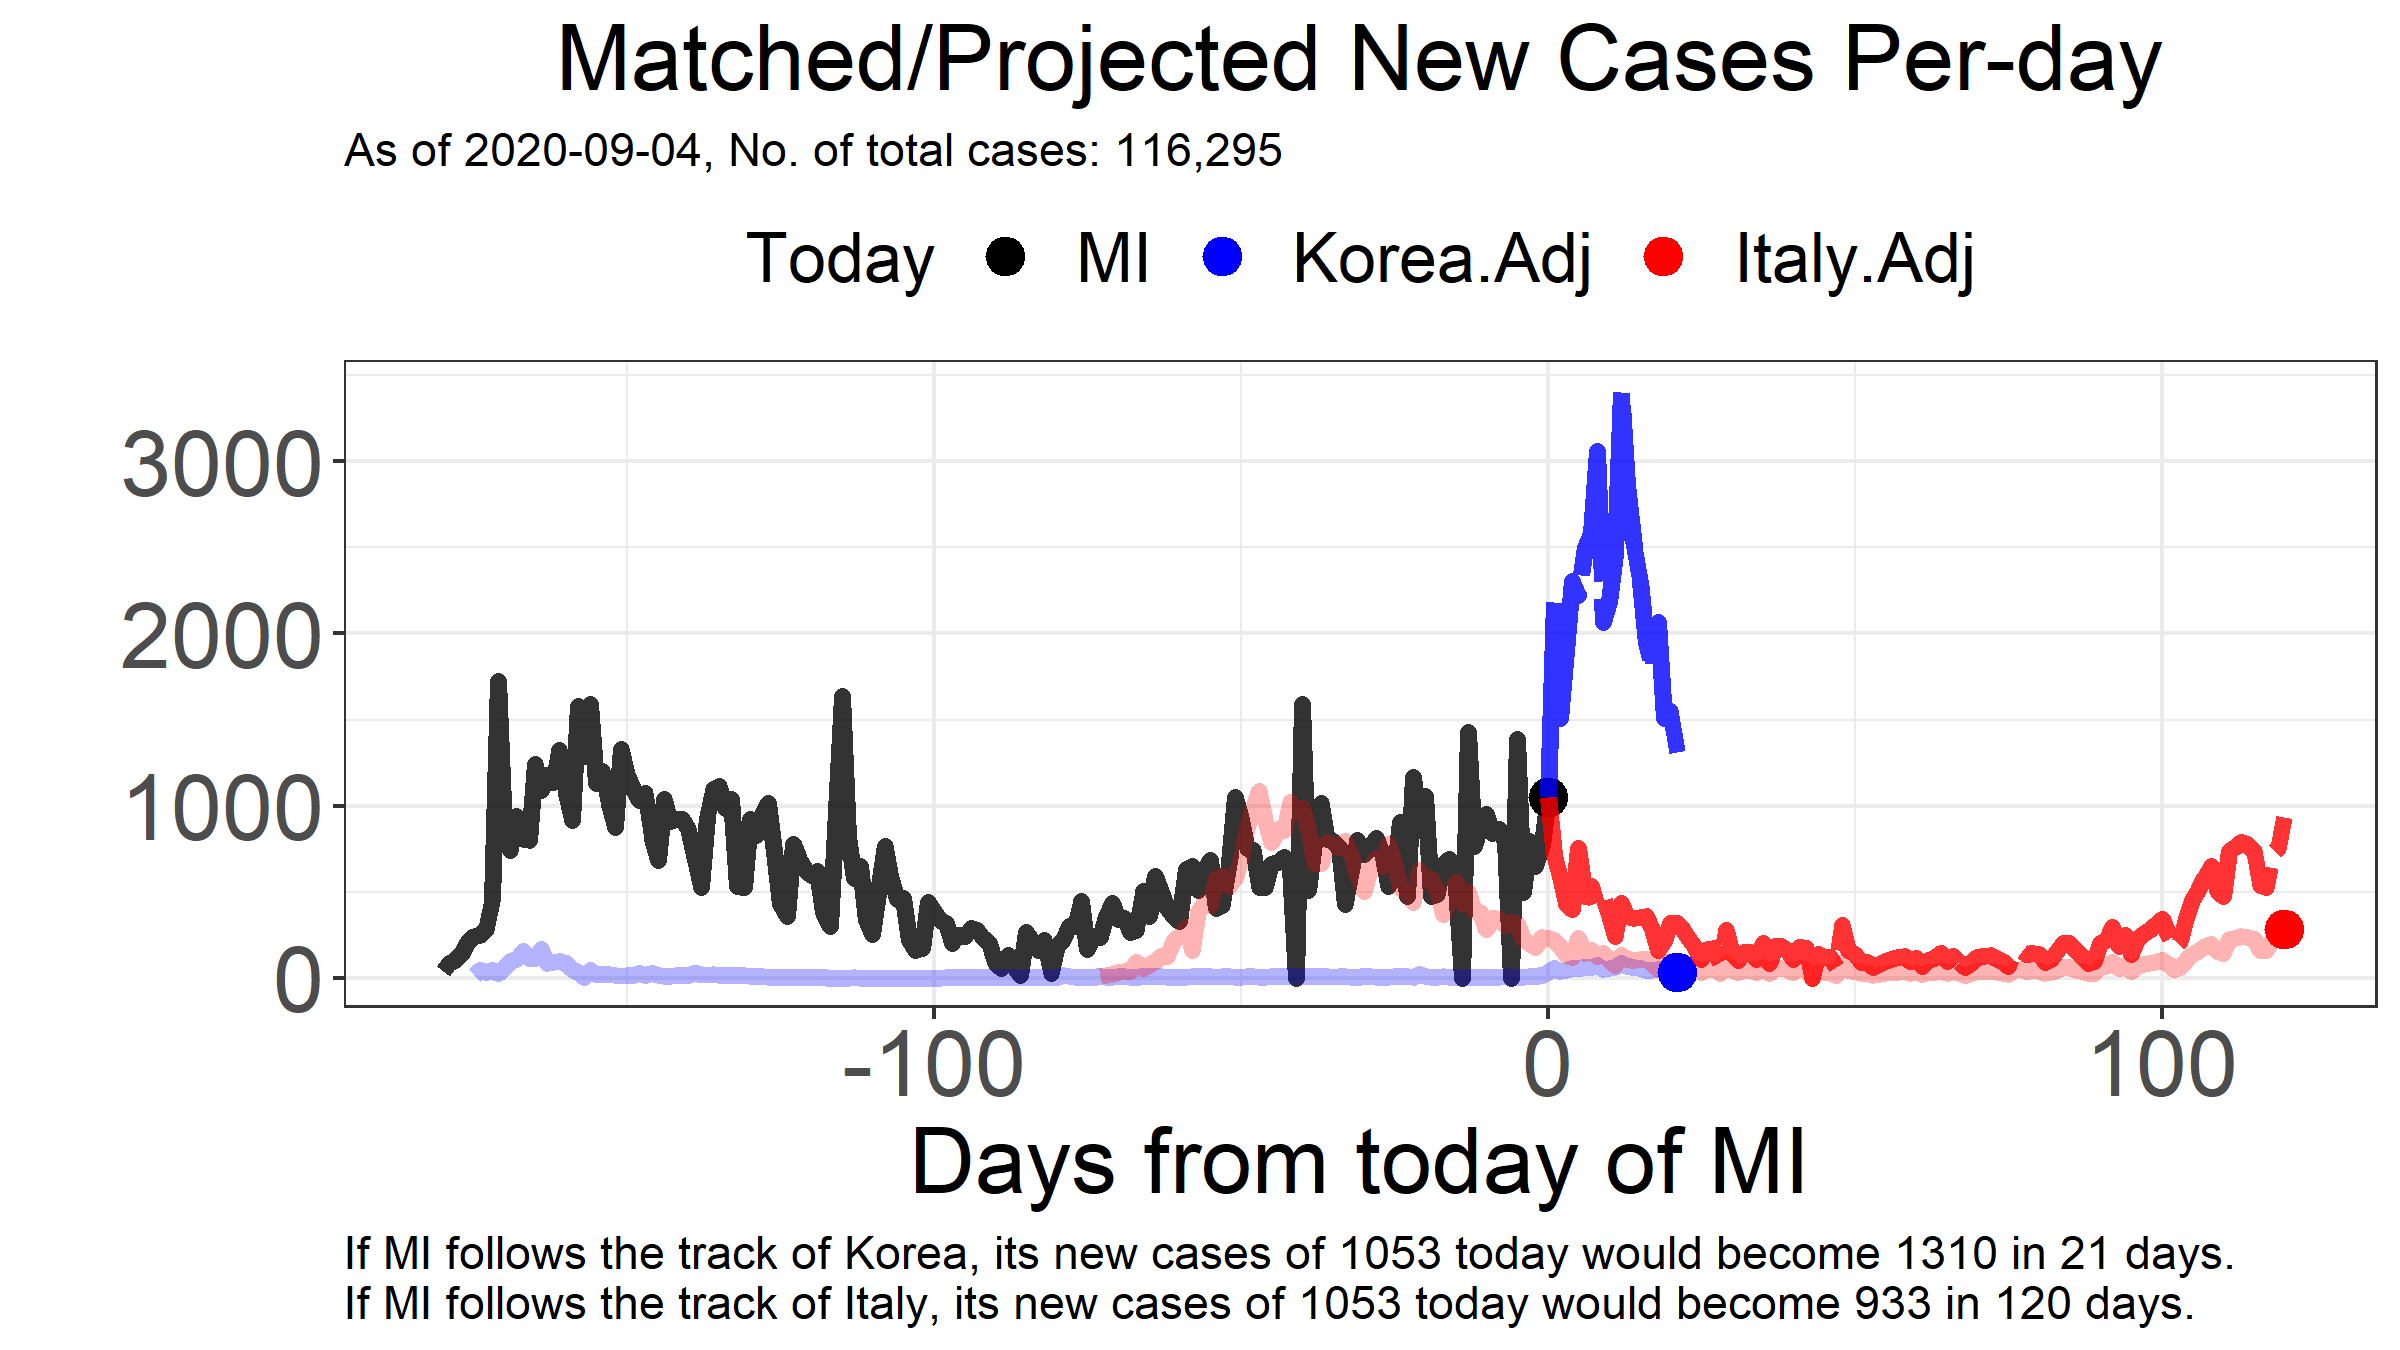 Matched/Projected New Cases Per-day
As of 2020-09-04, No. of total cases: 116,295
Today MI Korea.Adj Italy.Adj
3000
2000
1000
0
-100 0 100
Days from today of MI
If MI follows the track of Korea, its new cases of 1053 today would become 1310 in 21 days.
If MI follows the track of Italy, its new cases of 1053 today would become 933 in 120 days.